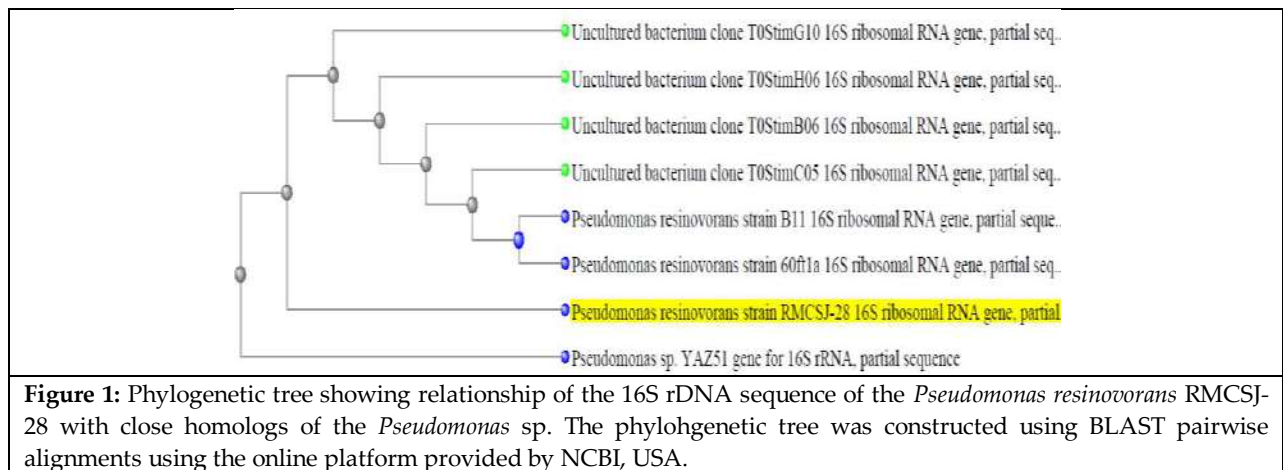 Uncultured bacterium clone T0StimG10 16S ribosomal RNA gene, partial seq..
Uncultured bacterium clone T0StimH06 16S ribosomal RNA gene, partial seq..
Uncultured bacterium clone T0StimB06 16S ribosomal RNA gene, partial seq..
Uncultured bacterium clone T0StimC05 16S ribosomal RNA gene, partial seq..
Pseudomonas resinovorans strain B11 16S ribosomal RNA gene, partial seque..
Pseudomonas resinovorans strain 60ft1a 16S ribosomal RNA gene, partial seq..
Pseudomonas resinovorans strain RMCSJ-28 16S ribosomal RNA gene, partial
Pseudomonas sp. YAZ51 gene for 16S rRNA, partial sequence
Figure 1: Phylogenetic tree showing relationship of the 16S rDNA sequence of the Pseudomonas resinovorans RMCSJ-
28 with close homologs of the Pseudomonas sp. The phylohgenetic tree was constructed using BLAST pairwise
alignments using the online platform provided by NCBI, USA.